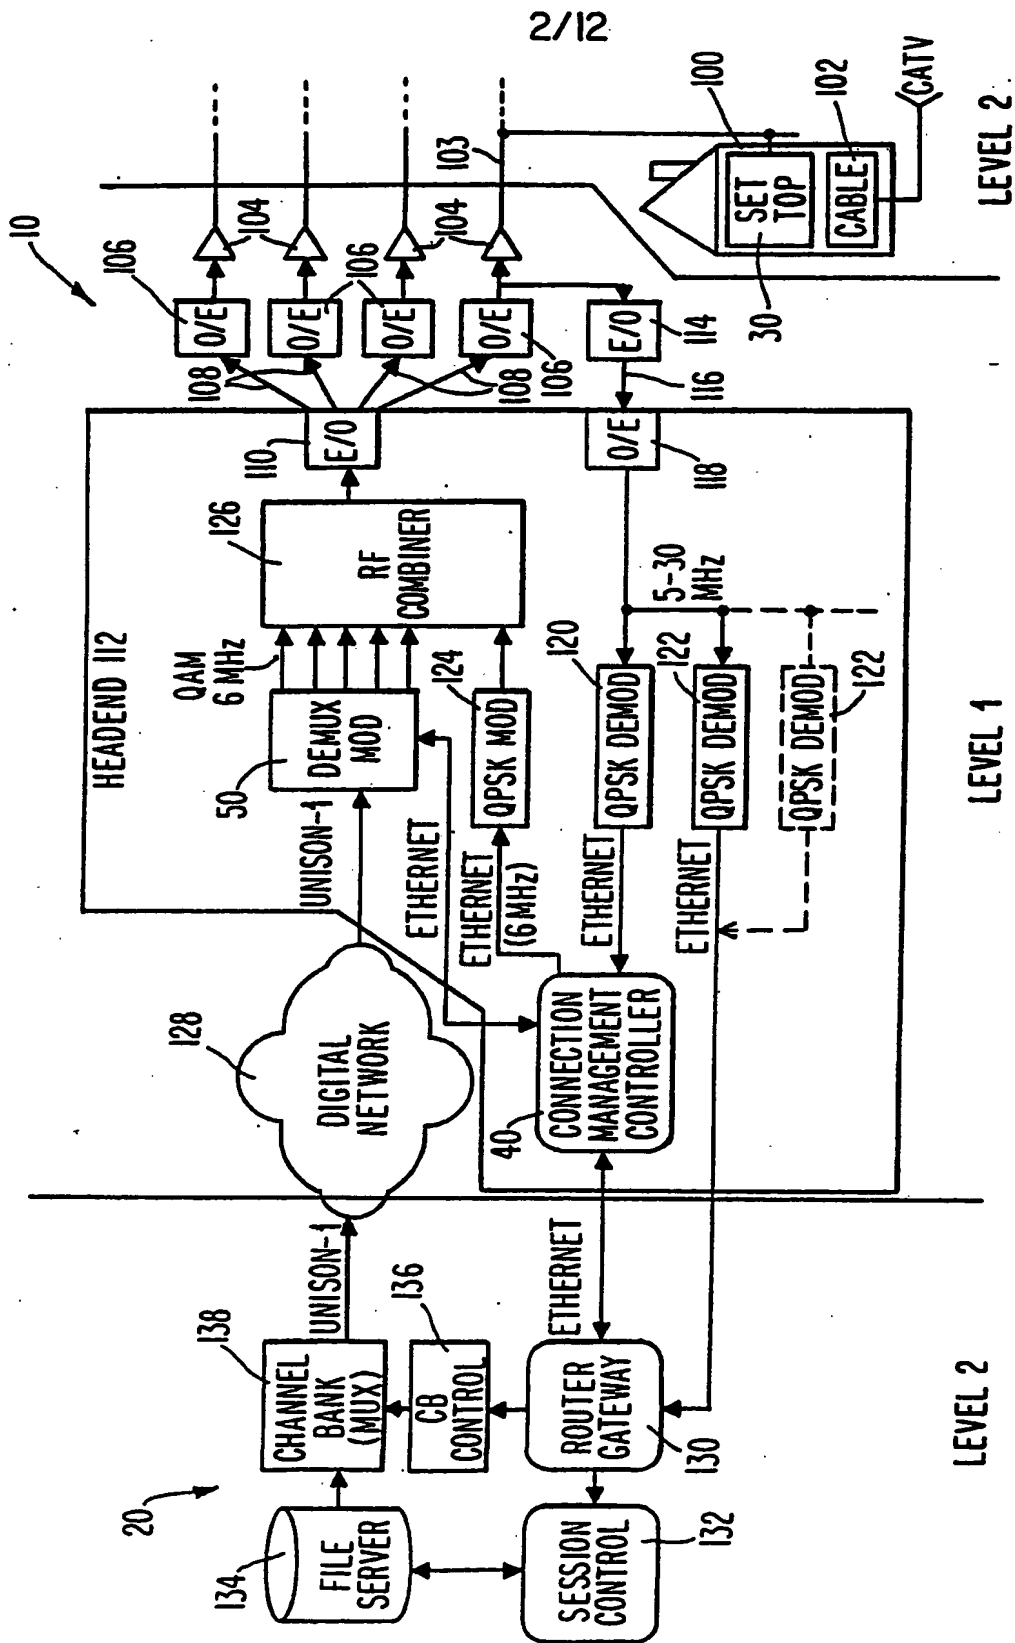 2/12
10
20
134
FILE
SERVER
SESSION
CONTROL
132
138
CHANNEL
BANK
(MUX)
CB
CONTROL
136
ROUTER
GATEWAY
130
UNISON-1
ETHERNET
128
DIGITAL
NETWORK
HEADEND 112
UNISON-1
ETHERNET
ETHERNET
(6MHz)
ETHERNET
ETHERNET
40
CONNECTION
MANAGEMENT
CONTROLLER
50
DEMUX
MOD
QAM
6 MHz
QPSK MOD
124
QPSK DEMOD
120
QPSK DEMOD
122
QPSK DEMOD
122
5-30
MHz
126
RF
COMBINER
110
E/O
O/E
118
108
108
106
O/E
O/E
106
O/E
O/E
106
E/O
114
116
104
104
103
SET
TOP
CABLE
30
100
102
CATV
LEVEL 2
LEVEL 1
LEVEL 2